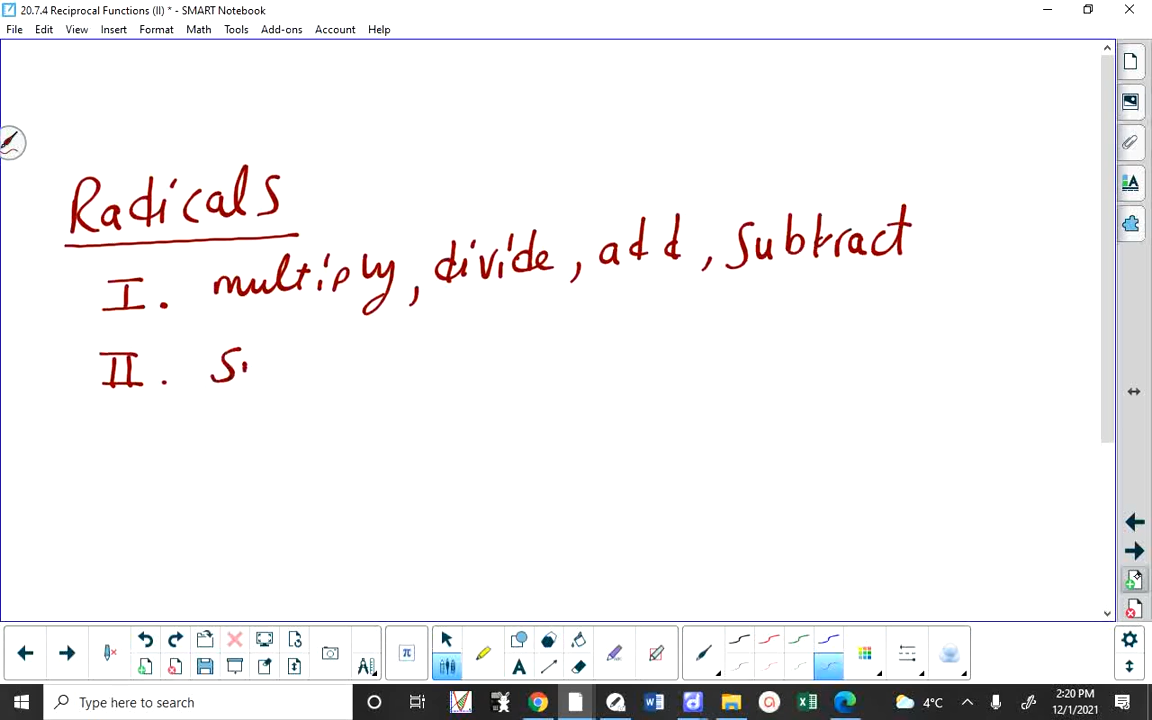 20.7.4 Reciprocal Functions (II) * - SMART Notebook
File Edit View Insert Format Math Tools Add-ons Account Help
Radicals
I. multiply, divide, add, subtract
II. S
Type here to search
4°C
2:20 PM
12/1/2021